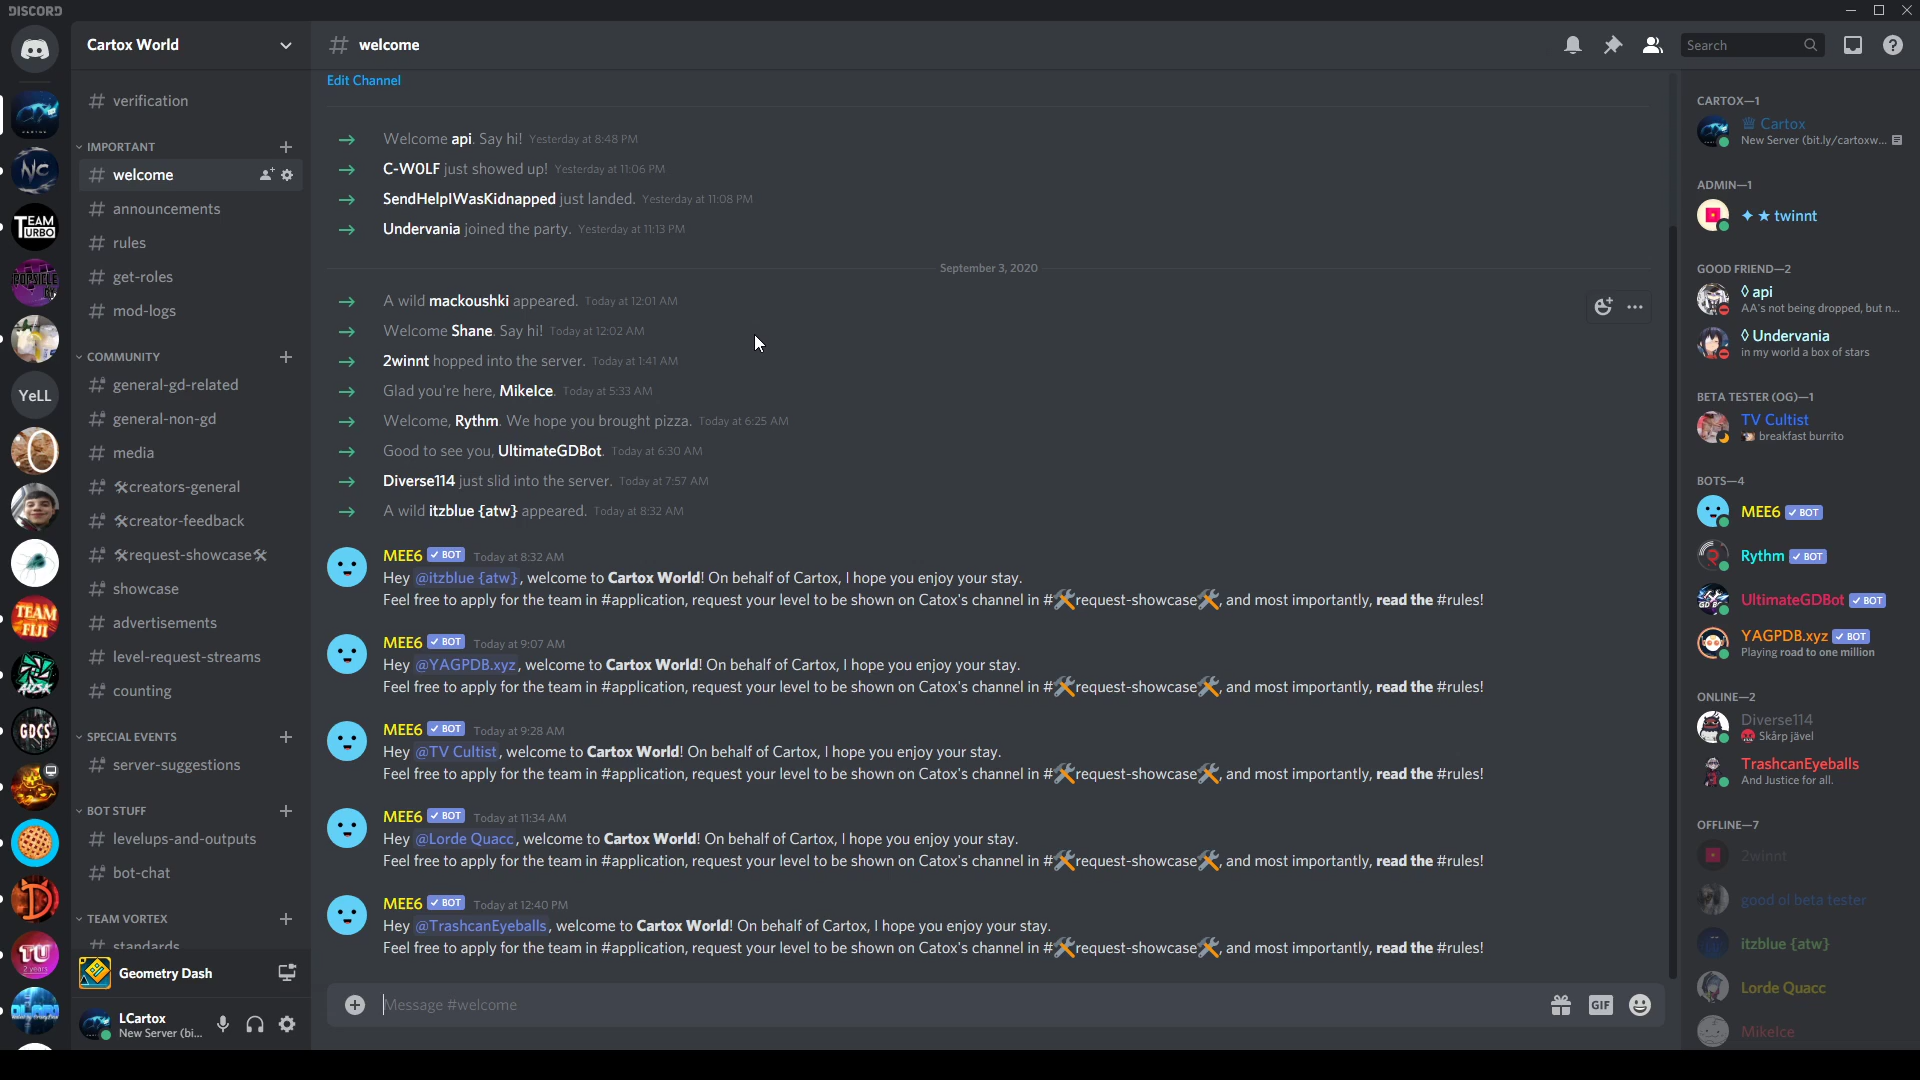 DISCORD
Cartox World
# welcome
Search
Edit Channel
# verification
IMPORTANT
# welcome
# announcements
# rules
# get-roles
# mod-logs
COMMUNITY
# general-gd-related
# general-non-gd
# media
# 🛠creators-general
# 🛠creator-feedback
# 🛠request-showcase🛠
# showcase
# advertisements
# level-request-streams
# counting
SPECIAL EVENTS
# server-suggestions
BOT STUFF
# levelups-and-outputs
# bot-chat
TEAM VORTEX
# standards
Geometry Dash
LCartox
New Server (bi...
NC
TEAM
TURBO
YeLL
TEAM
FIJI
GDCS
TU
2 years
Welcome api. Say hi! Yesterday at 8:48 PM
C-W0LF just showed up! Yesterday at 11:06 PM
SendHelpIWasKidnapped just landed. Yesterday at 11:08 PM
Undervania joined the party. Yesterday at 11:13 PM
September 3, 2020
A wild mackoushki appeared. Today at 12:01 AM
Welcome Shane. Say hi! Today at 12:02 AM
2winnt hopped into the server. Today at 1:41 AM
Glad you're here, MikeIce. Today at 5:33 AM
Welcome, Rythm. We hope you brought pizza. Today at 6:25 AM
Good to see you, UltimateGDBot. Today at 6:30 AM
Diverse114 just slid into the server. Today at 7:57 AM
A wild itzblue {atw} appeared. Today at 8:32 AM
MEE6 ✓ BOT Today at 8:32 AM
Hey @itzblue {atw}, welcome to Cartox World! On behalf of Cartox, I hope you enjoy your stay.
Feel free to apply for the team in #application, request your level to be shown on Catox's channel in #🛠request-showcase🛠, and most importantly, read the #rules!
MEE6 ✓ BOT Today at 9:07 AM
Hey @YAGPDB.xyz, welcome to Cartox World! On behalf of Cartox, I hope you enjoy your stay.
Feel free to apply for the team in #application, request your level to be shown on Catox's channel in #🛠request-showcase🛠, and most importantly, read the #rules!
MEE6 ✓ BOT Today at 9:28 AM
Hey @TV Cultist, welcome to Cartox World! On behalf of Cartox, I hope you enjoy your stay.
Feel free to apply for the team in #application, request your level to be shown on Catox's channel in #🛠request-showcase🛠, and most importantly, read the #rules!
MEE6 ✓ BOT Today at 11:34 AM
Hey @Lorde Quacc, welcome to Cartox World! On behalf of Cartox, I hope you enjoy your stay.
Feel free to apply for the team in #application, request your level to be shown on Catox's channel in #🛠request-showcase🛠, and most importantly, read the #rules!
MEE6 ✓ BOT Today at 12:40 PM
Hey @TrashcanEyeballs, welcome to Cartox World! On behalf of Cartox, I hope you enjoy your stay.
Feel free to apply for the team in #application, request your level to be shown on Catox's channel in #🛠request-showcase🛠, and most importantly, read the #rules!
Message #welcome
GIF
CARTOX—1
♕ Cartox
New Server (bit.ly/cartoxw...
ADMIN—1
✦ ★ twinnt
GOOD FRIEND—2
◊ api
AA's not being dropped, but n...
◊ Undervania
in my world a box of stars
BETA TESTER (OG)—1
TV Cultist
breakfast burrito
BOTS—4
MEE6 ✓ BOT
Rythm ✓ BOT
UltimateGDBot ✓ BOT
YAGPDB.xyz ✓ BOT
Playing road to one million
ONLINE—2
Diverse114
Skårp jävel
TrashcanEyeballs
And Justice for all.
OFFLINE—7
2winnt
good ol beta tester
itzblue {atw}
Lorde Quacc
MikeIce